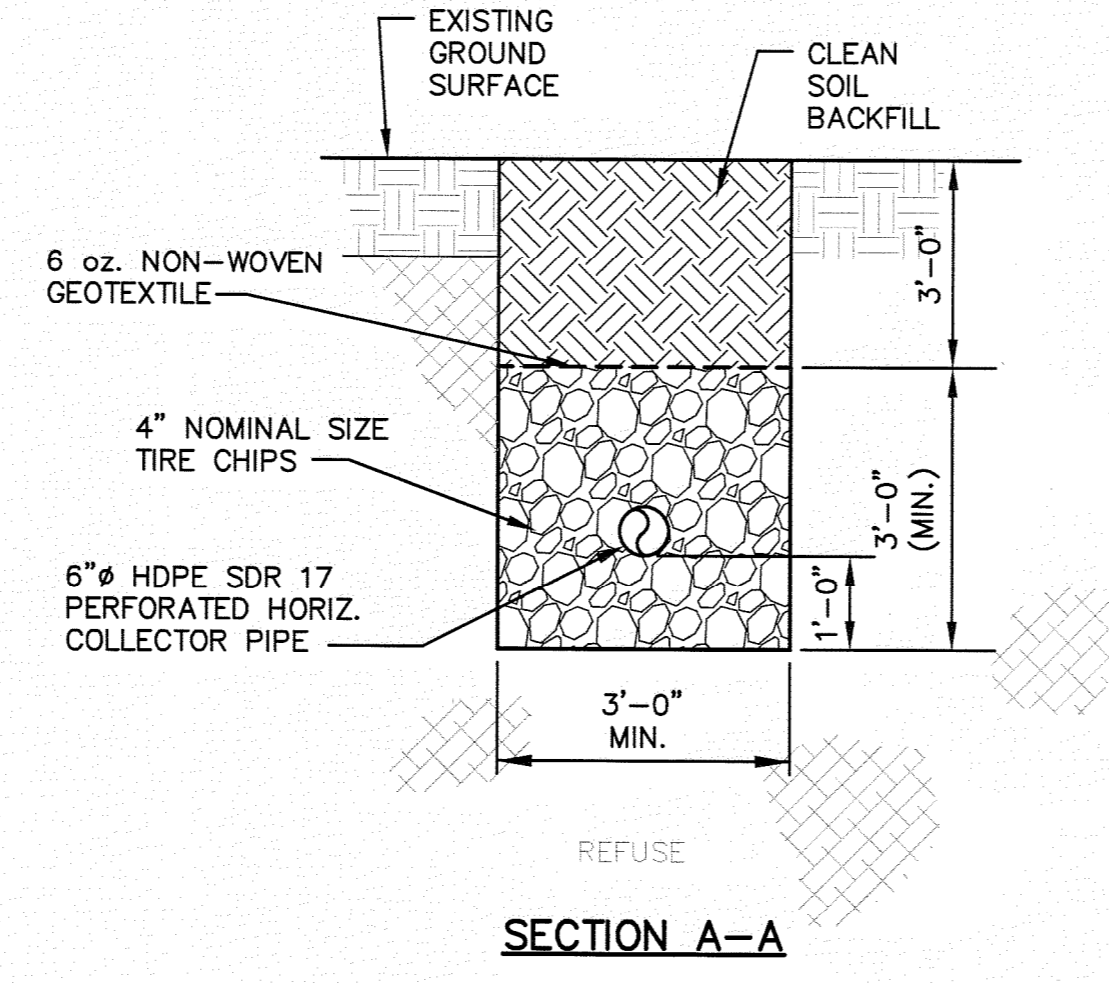 EXISTING
GROUND
SURFACE
CLEAN
SOIL
BACKFILL
6 oz. NON-WOVEN
GEOTEXTILE
3'-0"
4" NOMINAL SIZE
TIRE CHIPS
3'-0"
(MIN.)
6"ø HDPE SDR 17
PERFORATED HORIZ.
COLLECTOR PIPE
1'-0"
3'-0"
MIN.
REFUSE
SECTION A-A